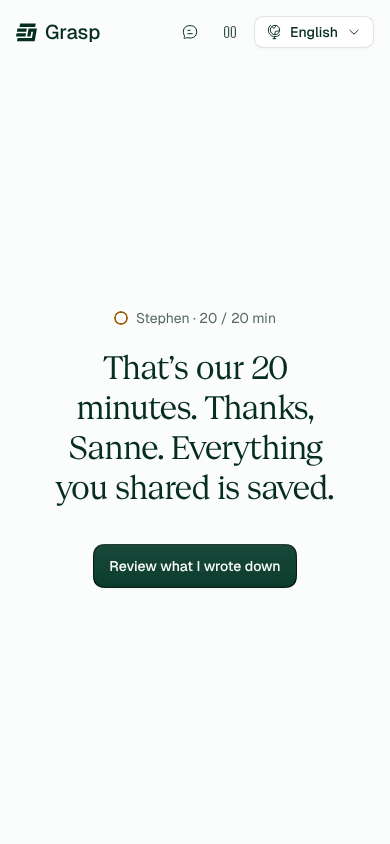 Grasp
English
Stephen · 20 / 20 min
That’s our 20
minutes. Thanks,
Sanne. Everything
you shared is saved.
Review what I wrote down